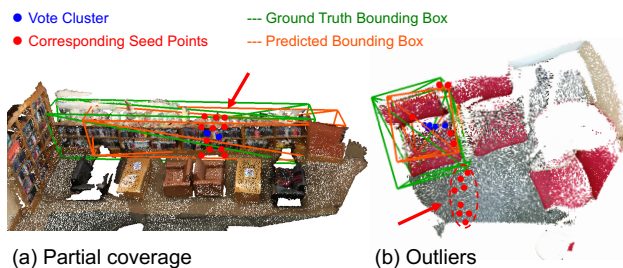 Vote Cluster
--- Ground Truth Bounding Box
Corresponding Seed Points
--- Predicted Bounding Box
(a) Partial coverage
(b) Outliers